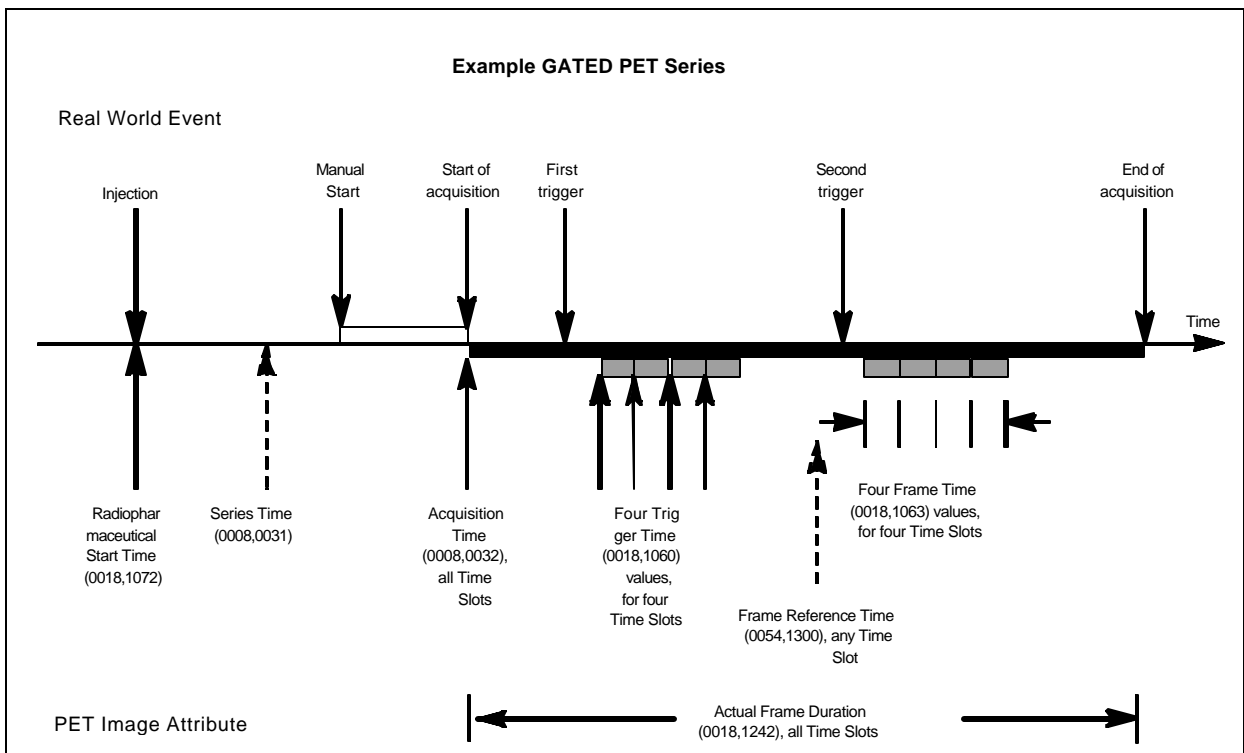 Example GATED PET Series
Real World Event
Injection
Manual
Start
Start of
acquisition
First
trigger
Second
trigger
End of
acquisition
Time
Radiophar
maceutical
Start Time
(0018,1072)
Series Time
(0008,0031)
Acquisition
Time
(0008,0032),
all Time
Slots
Four Trig
ger Time
(0018,1060)
values,
for four
Time Slots
Frame Reference Time
(0054,1300), any Time
Slot
Four Frame Time
(0018,1063) values,
for four Time Slots
PET Image Attribute
Actual Frame Duration
(0018,1242), all Time Slots